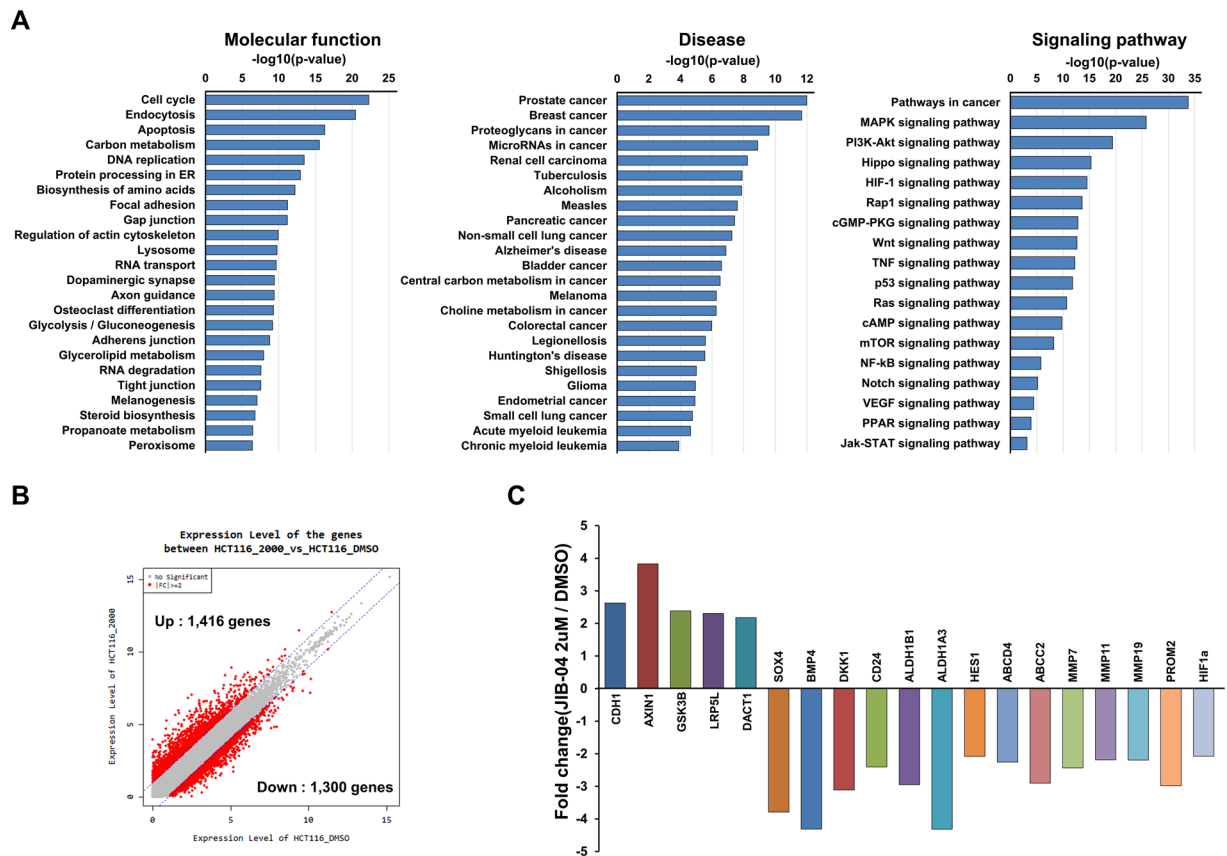 A
Molecular function
-log10(p-value)
0 5 10 15 20 25
Cell cycle
Endocytosis
Apoptosis
Carbon metabolism
DNA replication
Protein processing in ER
Biosynthesis of amino acids
Focal adhesion
Gap junction
Regulation of actin cytoskeleton
Lysosome
RNA transport
Dopaminergic synapse
Axon guidance
Osteoclast differentiation
Glycolysis / Gluconeogenesis
Adherens junction
Glycerolipid metabolism
RNA degradation
Tight junction
Melanogenesis
Steroid biosynthesis
Propanoate metabolism
Peroxisome
Disease
-log10(p-value)
0 2 4 6 8 10 12
Prostate cancer
Breast cancer
Proteoglycans in cancer
MicroRNAs in cancer
Renal cell carcinoma
Tuberculosis
Alcoholism
Measles
Pancreatic cancer
Non-small cell lung cancer
Alzheimer's disease
Bladder cancer
Central carbon metabolism in cancer
Melanoma
Choline metabolism in cancer
Colorectal cancer
Legionellosis
Huntington's disease
Shigellosis
Glioma
Endometrial cancer
Small cell lung cancer
Acute myeloid leukemia
Chronic myeloid leukemia
Signaling pathway
-log10(p-value)
0 5 10 15 20 25 30 35
Pathways in cancer
MAPK signaling pathway
PI3K-Akt signaling pathway
Hippo signaling pathway
HIF-1 signaling pathway
Rap1 signaling pathway
cGMP-PKG signaling pathway
Wnt signaling pathway
TNF signaling pathway
p53 signaling pathway
Ras signaling pathway
cAMP signaling pathway
mTOR signaling pathway
NF-kB signaling pathway
Notch signaling pathway
VEGF signaling pathway
PPAR signaling pathway
Jak-STAT signaling pathway
B
Expression Level of the genes
between HCT116_2000_vs_HCT116_DMSO
No Significant
|FC|>=2
Up : 1,416 genes
Down : 1,300 genes
Expression Level of HCT116_2000
15
10
5
0
0 5 10 15
Expression Level of HCT116_DMSO
C
Fold change(JIB-04 2uM / DMSO)
5
4
3
2
1
0
-1
-2
-3
-4
-5
CDH1
AXIN1
GSK3B
LRP5L
DACT1
SOX4
BMP4
DKK1
CD24
ALDH1B1
ALDH1A3
HES1
ABCD4
ABCC2
MMP7
MMP11
MMP19
PROM2
HIF1a